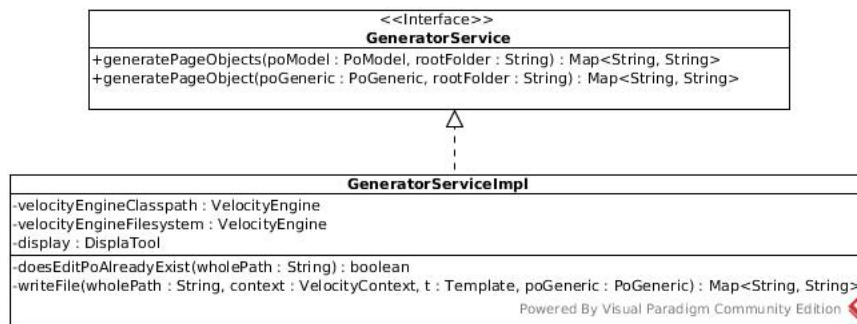 <<Interface>>
GeneratorService
+generatePageObjects(poModel : PoModel, rootFolder : String) : Map<String, String>
+generatePageObject(poGeneric : PoGeneric, rootFolder : String) : Map<String, String>
GeneratorServiceImpl
-velocityEngineClasspath : VelocityEngine
-velocityEngineFilesystem : VelocityEngine
-display : DisplaTool
-doesEditPoAlreadyExist(wholePath : String) : boolean
-writeFile(wholePath : String, context : VelocityContext, t : Template, poGeneric : PoGeneric) : Map<String, String>
Powered By Visual Paradigm Community Edition